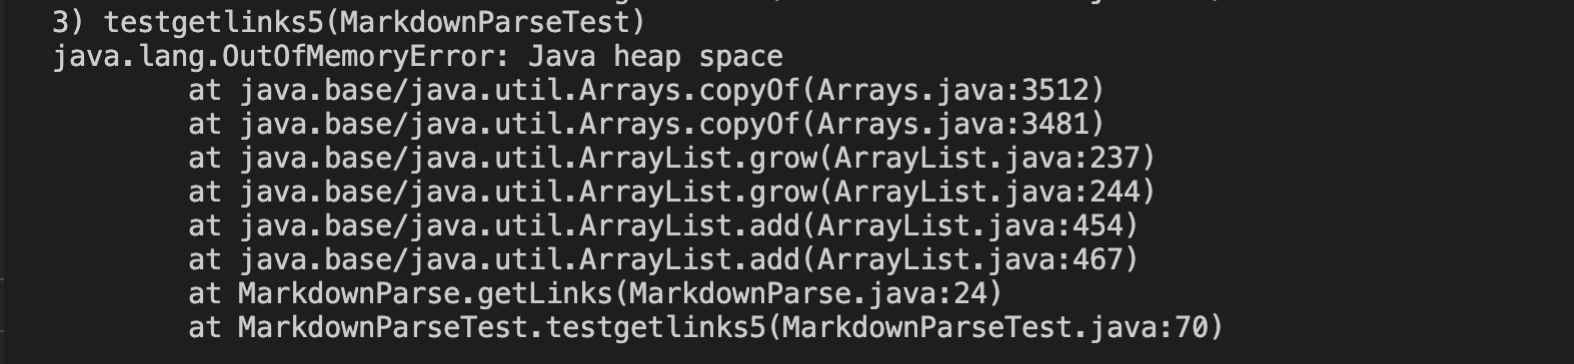 3) testgetlinks5(MarkdownParseTest)
java.lang.OutOfMemoryError: Java heap space
at java.base/java.util.Arrays.copyOf(Arrays.java:3512)
at java.base/java.util.Arrays.copyOf(Arrays.java:3481)
at java.base/java.util.ArrayList.grow(ArrayList.java:237)
at java.base/java.util.ArrayList.grow(ArrayList.java:244)
at java.base/java.util.ArrayList.add(ArrayList.java:454)
at java.base/java.util.ArrayList.add(ArrayList.java:467)
at MarkdownParse.getLinks(MarkdownParse.java:24)
at MarkdownParseTest.testgetlinks5(MarkdownParseTest.java:70)